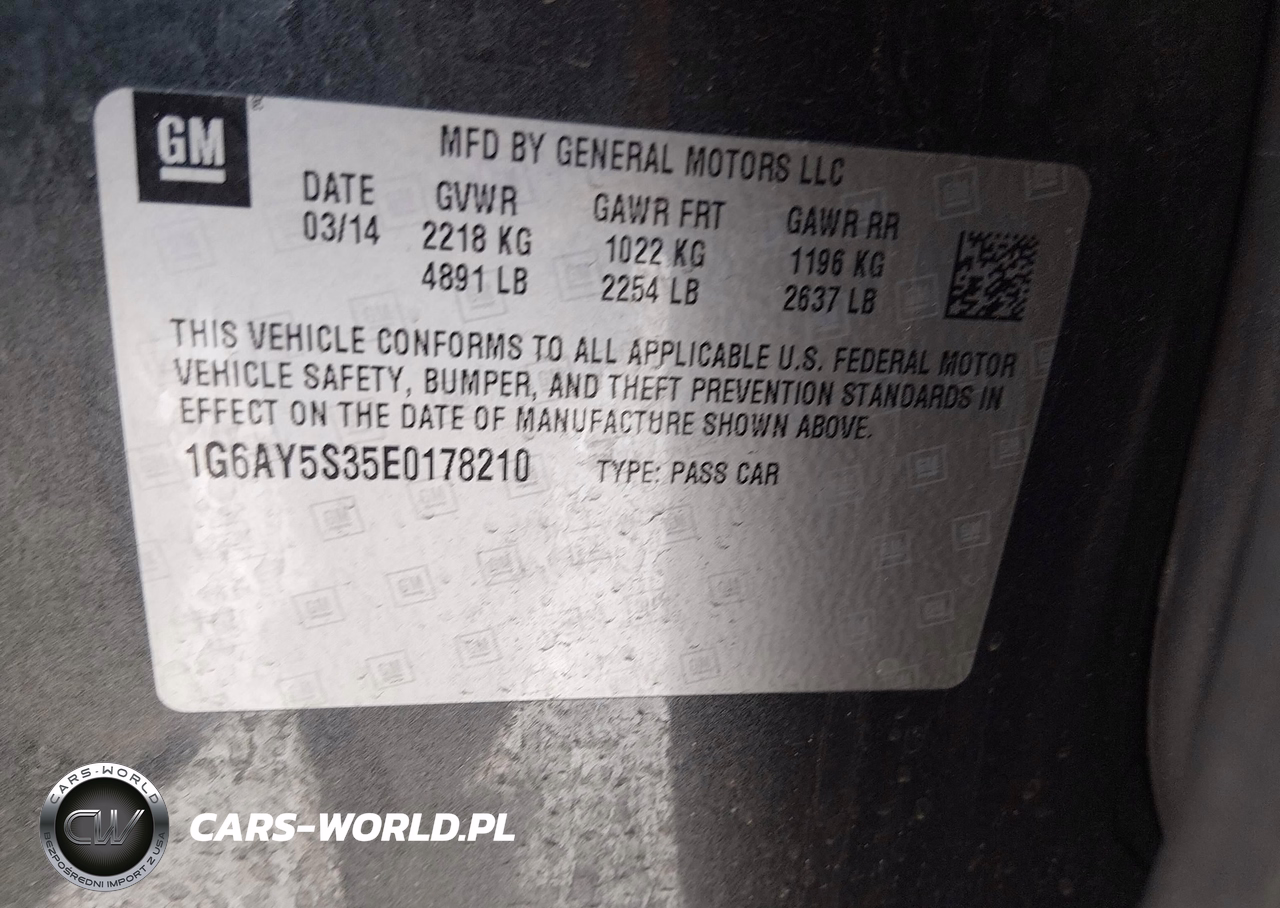 GM
MFD BY GENERAL MOTORS LLC
DATE GVWR GAWR FRT GAWR RR
03/14 2218 KG 1022 KG 1196 KG
4891 LB 2254 LB 2637 LB
THIS VEHICLE CONFORMS TO ALL APPLICABLE U.S. FEDERAL MOTOR
VEHICLE SAFETY, BUMPER, AND THEFT PREVENTION STANDARDS IN
EFFECT ON THE DATE OF MANUFACTURE SHOWN ABOVE.
1G6AY5S35E0178210 TYPE: PASS CAR
CARS-WORLD
CW
BEZPOŚREDNI IMPORT Z USA
CARS-WORLD.PL